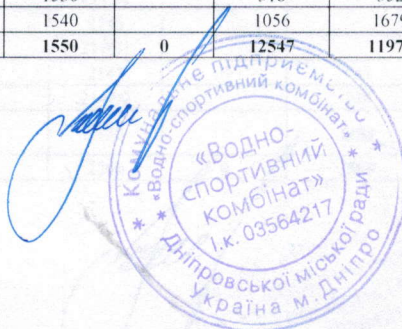 1540 1056 1679
1550 0 12547 1197
* Комунальне підприємство *
* «Водно-спортивний комбінат» *
«Водно-
спортивний
комбінат»
І.к. 03564217
Дніпровської міської ради
Україна м. Дніпро